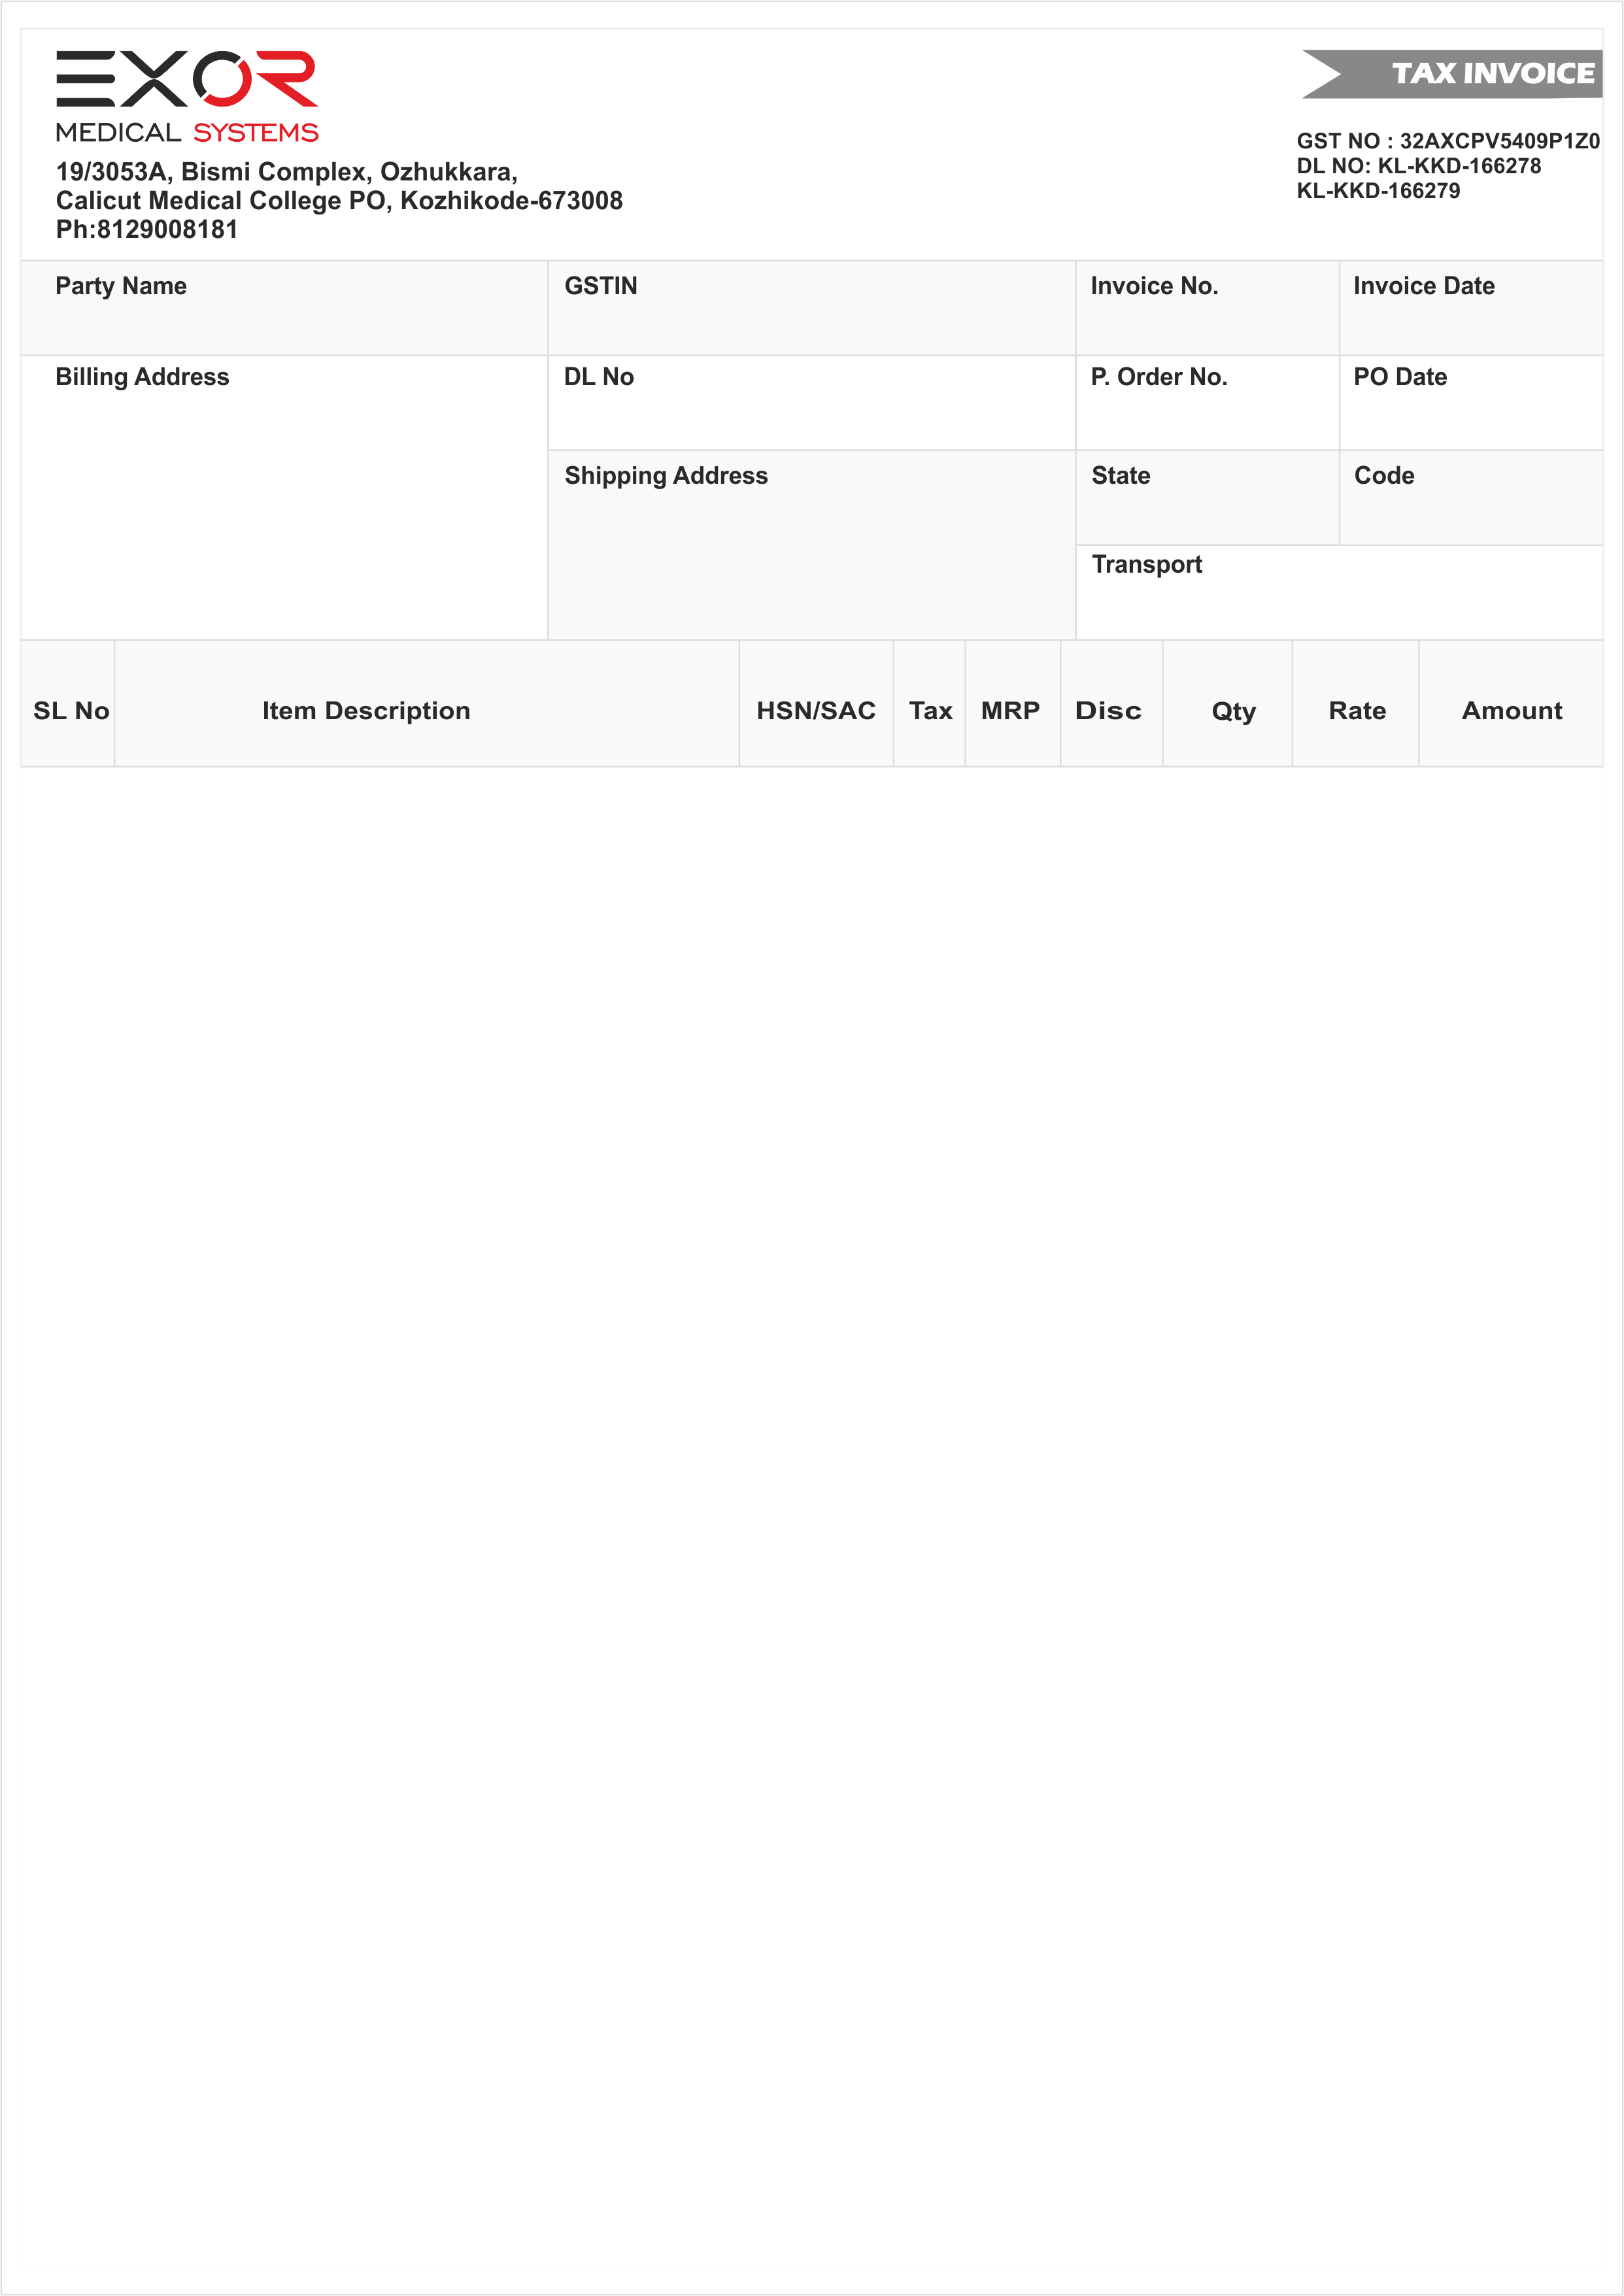 EXOR
MEDICAL SYSTEMS
19/3053A, Bismi Complex, Ozhukkara,
Calicut Medical College PO, Kozhikode-673008
Ph:8129008181
TAX INVOICE
GST NO : 32AXCPV5409P1Z0
DL NO: KL-KKD-166278
KL-KKD-166279
Party Name
GSTIN
Invoice No.
Invoice Date
Billing Address
DL No
P. Order No.
PO Date
Shipping Address
State
Code
Transport
SL No
Item Description
HSN/SAC
Tax
MRP
Disc
Qty
Rate
Amount